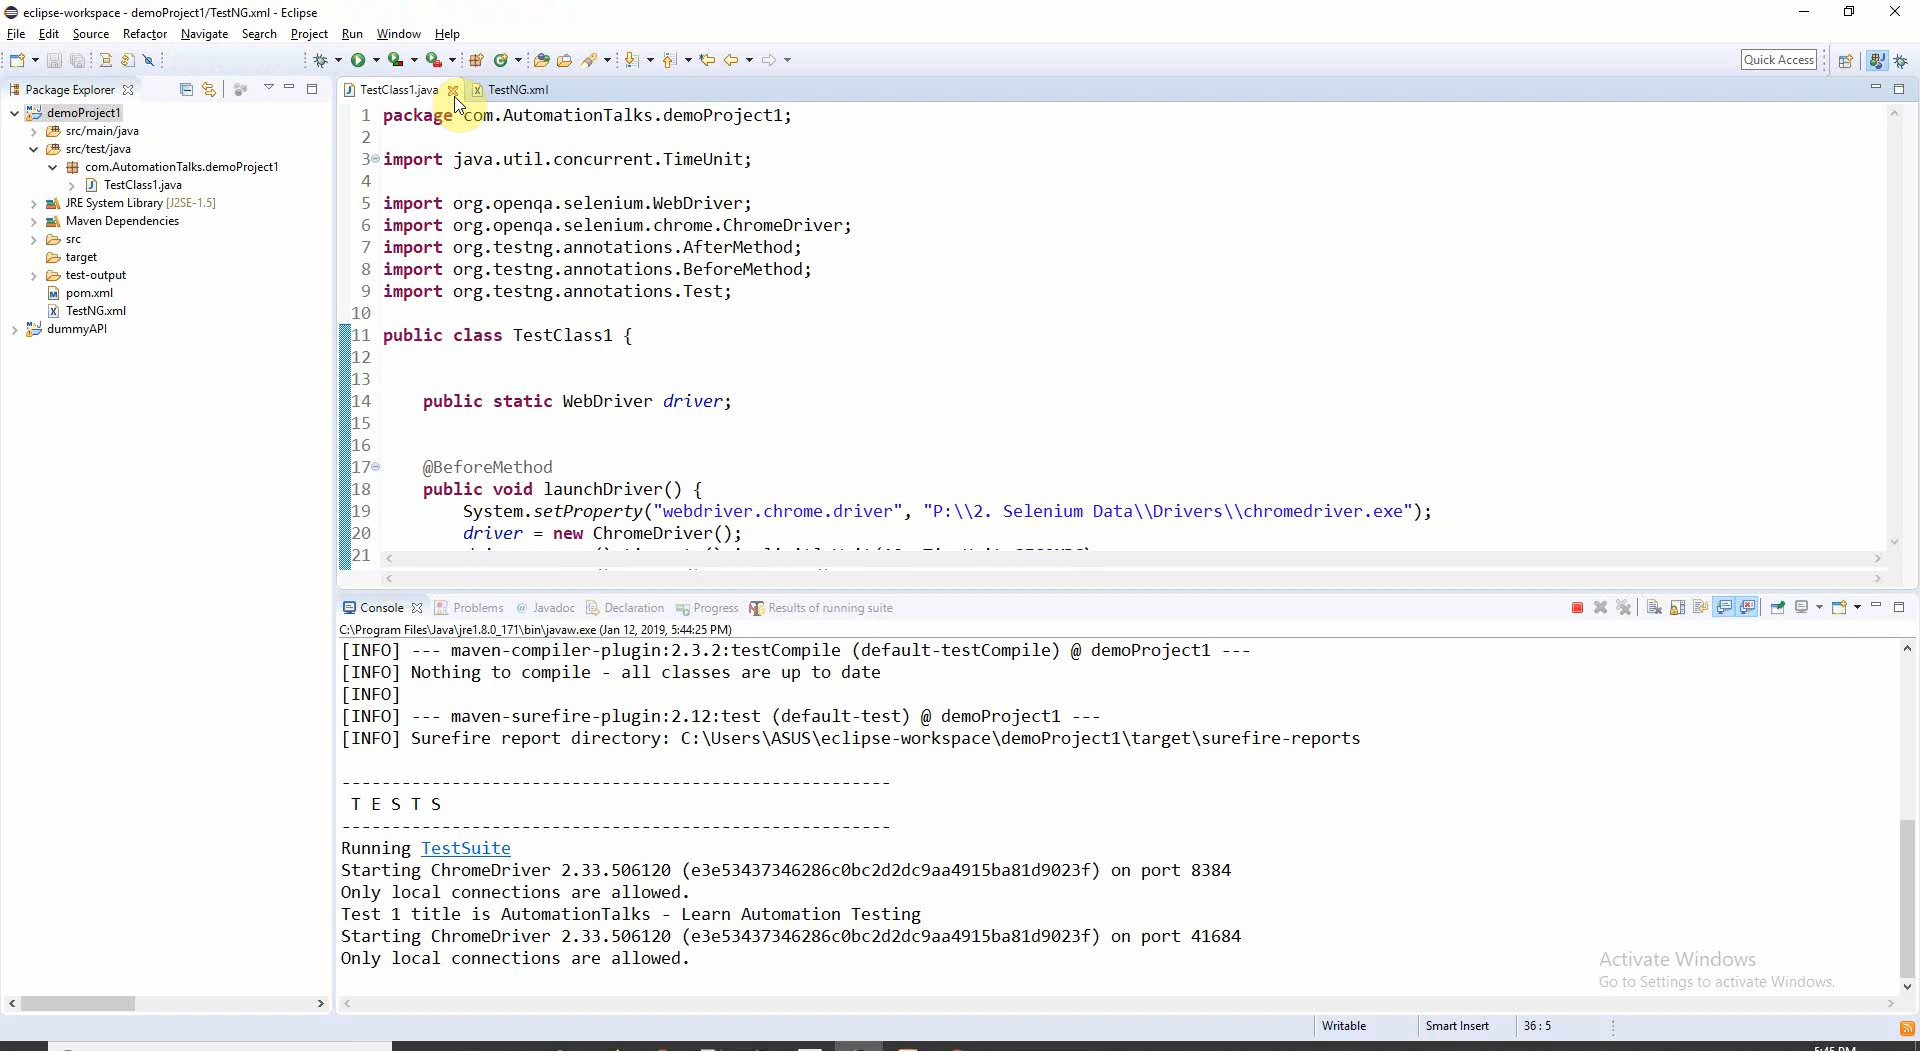 eclipse-workspace - demoProject1/TestNG.xml - Eclipse
File Edit Source Refactor Navigate Search Project Run Window Help
Quick Access
Package Explorer
demoProject1
src/main/java
src/test/java
com.AutomationTalks.demoProject1
TestClass1.java
JRE System Library [J2SE-1.5]
Maven Dependencies
src
target
test-output
pom.xml
TestNG.xml
dummyAPI
TestClass1.java TestNG.xml
1 package com.AutomationTalks.demoProject1;
2
3 import java.util.concurrent.TimeUnit;
4
5 import org.openqa.selenium.WebDriver;
6 import org.openqa.selenium.chrome.ChromeDriver;
7 import org.testng.annotations.AfterMethod;
8 import org.testng.annotations.BeforeMethod;
9 import org.testng.annotations.Test;
10
11 public class TestClass1 {
12
13
14 public static WebDriver driver;
15
16
17 @BeforeMethod
18 public void launchDriver() {
19 System.setProperty("webdriver.chrome.driver", "P:\\2. Selenium Data\\Drivers\\chromedriver.exe");
20 driver = new ChromeDriver();
21
Console Problems @ Javadoc Declaration Progress Results of running suite
C:\Program Files\Java\jre1.8.0_171\bin\javaw.exe (Jan 12, 2019, 5:44:25 PM)
[INFO] --- maven-compiler-plugin:2.3.2:testCompile (default-testCompile) @ demoProject1 ---
[INFO] Nothing to compile - all classes are up to date
[INFO]
[INFO] --- maven-surefire-plugin:2.12:test (default-test) @ demoProject1 ---
[INFO] Surefire report directory: C:\Users\ASUS\eclipse-workspace\demoProject1\target\surefire-reports
-------------------------------------------------------
T E S T S
-------------------------------------------------------
Running TestSuite
Starting ChromeDriver 2.33.506120 (e3e53437346286c0bc2d2dc9aa4915ba81d9023f) on port 8384
Only local connections are allowed.
Test 1 title is AutomationTalks - Learn Automation Testing
Starting ChromeDriver 2.33.506120 (e3e53437346286c0bc2d2dc9aa4915ba81d9023f) on port 41684
Only local connections are allowed.
Activate Windows
Go to Settings to activate Windows.
Writable Smart Insert 36 : 5
5:45 PM